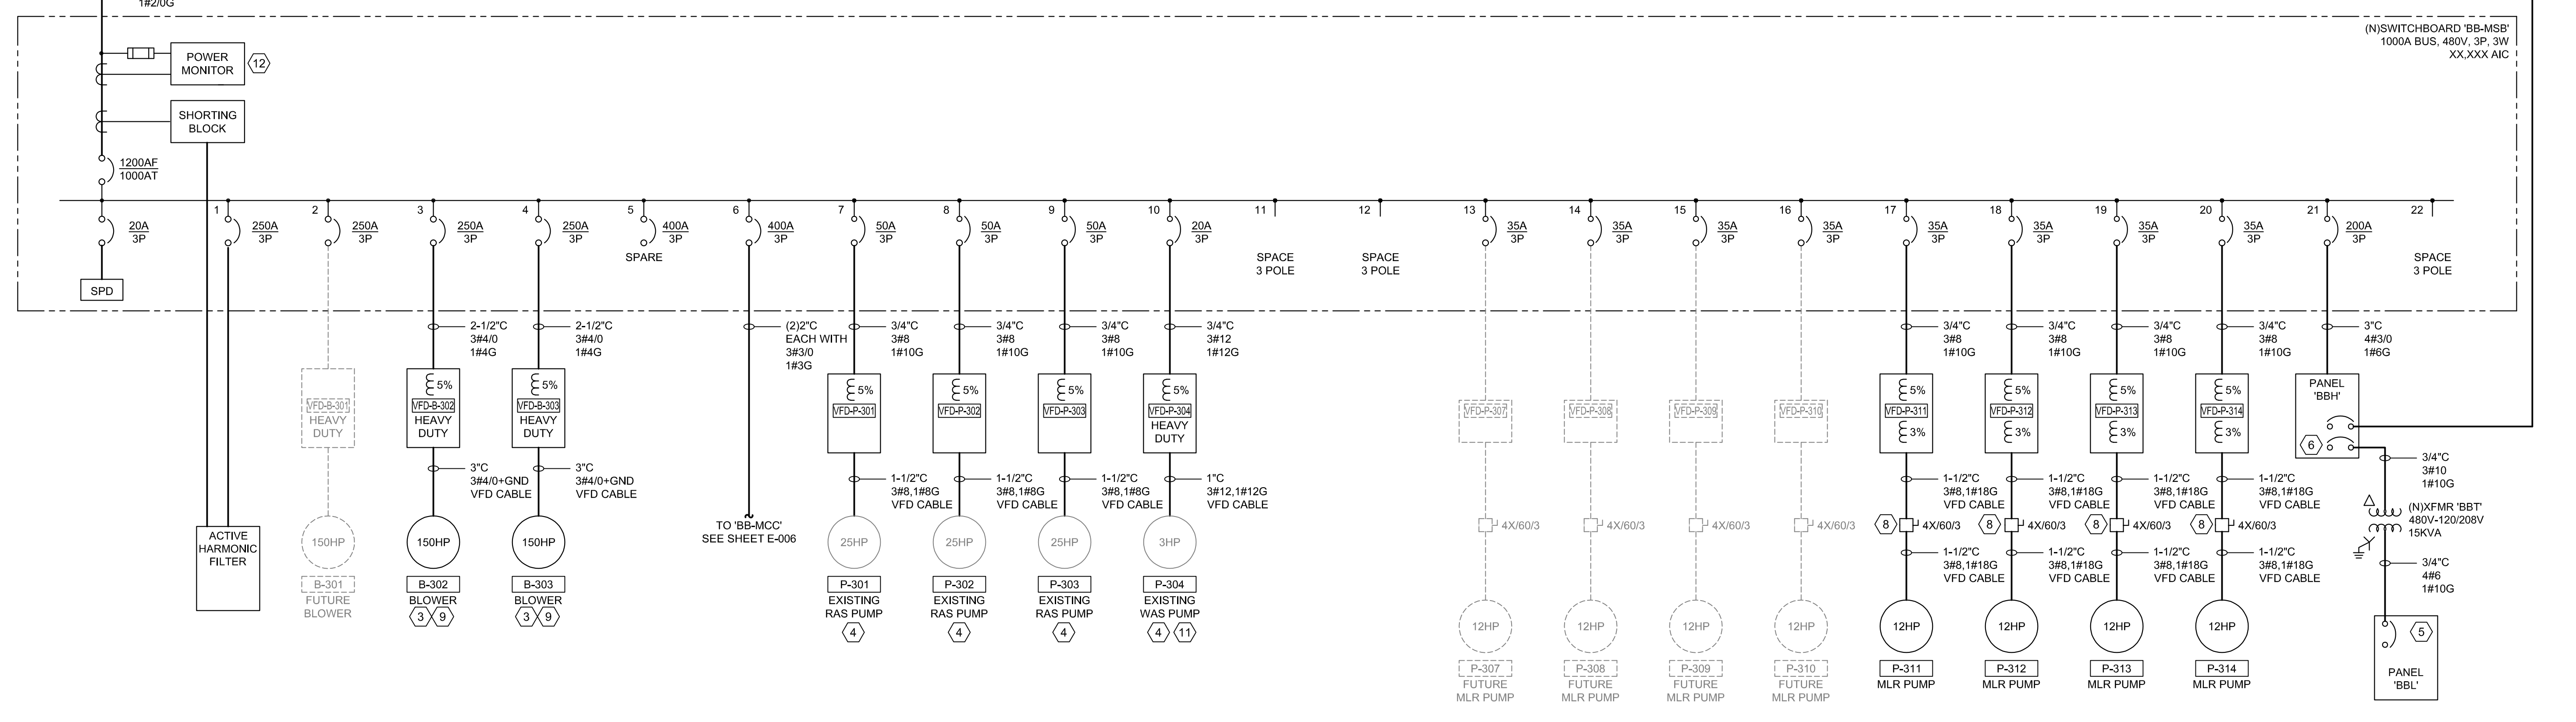 1#2/0G
(N)SWITCHBOARD 'BB-MSB'
1000A BUS, 480V, 3P, 3W
XX,XXX AIC
POWER
MONITOR
12
SHORTING
BLOCK
1200AF
1000AT
20A
3P
SPD
1
250A
3P
2
250A
3P
3
250A
3P
4
250A
3P
5
400A
3P
SPARE
6
400A
3P
7
50A
3P
8
50A
3P
9
50A
3P
10
20A
3P
11
SPACE
3 POLE
12
SPACE
3 POLE
13
35A
3P
14
35A
3P
15
35A
3P
16
35A
3P
17
35A
3P
18
35A
3P
19
35A
3P
20
35A
3P
21
200A
3P
22
SPACE
3 POLE
ACTIVE
HARMONIC
FILTER
VFD-B-301
HEAVY
DUTY
150HP
B-301
FUTURE
BLOWER
2-1/2"C
3#4/0
1#4G
5%
VFD-B-302
HEAVY
DUTY
3"C
3#4/0+GND
VFD CABLE
150HP
B-302
BLOWER
3
9
2-1/2"C
3#4/0
1#4G
5%
VFD-B-303
HEAVY
DUTY
3"C
3#4/0+GND
VFD CABLE
150HP
B-303
BLOWER
3
9
(2)2"C
EACH WITH
3#3/0
1#3G
TO 'BB-MCC'
SEE SHEET E-006
3/4"C
3#8
1#10G
5%
VFD-P-301
1-1/2"C
3#8,1#8G
VFD CABLE
25HP
P-301
EXISTING
RAS PUMP
4
3/4"C
3#8
1#10G
5%
VFD-P-302
1-1/2"C
3#8,1#8G
VFD CABLE
25HP
P-302
EXISTING
RAS PUMP
4
3/4"C
3#8
1#10G
5%
VFD-P-303
1-1/2"C
3#8,1#8G
VFD CABLE
25HP
P-303
EXISTING
RAS PUMP
4
3/4"C
3#12
1#12G
5%
VFD-P-304
HEAVY
DUTY
1"C
3#12,1#12G
VFD CABLE
3HP
P-304
EXISTING
WAS PUMP
4
11
VFD-P-307
4X/60/3
12HP
P-307
FUTURE
MLR PUMP
VFD-P-308
4X/60/3
12HP
P-308
FUTURE
MLR PUMP
VFD-P-309
4X/60/3
12HP
P-309
FUTURE
MLR PUMP
VFD-P-310
4X/60/3
12HP
P-310
FUTURE
MLR PUMP
3/4"C
3#8
1#10G
5%
VFD-P-311
3%
1-1/2"C
3#8,1#18G
VFD CABLE
8
4X/60/3
1-1/2"C
3#8,1#18G
VFD CABLE
12HP
P-311
MLR PUMP
3/4"C
3#8
1#10G
5%
VFD-P-312
3%
1-1/2"C
3#8,1#18G
VFD CABLE
8
4X/60/3
1-1/2"C
3#8,1#18G
VFD CABLE
12HP
P-312
MLR PUMP
3/4"C
3#8
1#10G
5%
VFD-P-313
3%
1-1/2"C
3#8,1#18G
VFD CABLE
8
4X/60/3
1-1/2"C
3#8,1#18G
VFD CABLE
12HP
P-313
MLR PUMP
3/4"C
3#8
1#10G
5%
VFD-P-314
3%
1-1/2"C
3#8,1#18G
VFD CABLE
8
4X/60/3
1-1/2"C
3#8,1#18G
VFD CABLE
12HP
P-314
MLR PUMP
3"C
4#3/0
1#6G
PANEL
'BBH'
6
3/4"C
3#10
1#10G
(N)XFMR 'BBT'
480V-120/208V
15KVA
3/4"C
4#6
1#10G
5
PANEL
'BBL'